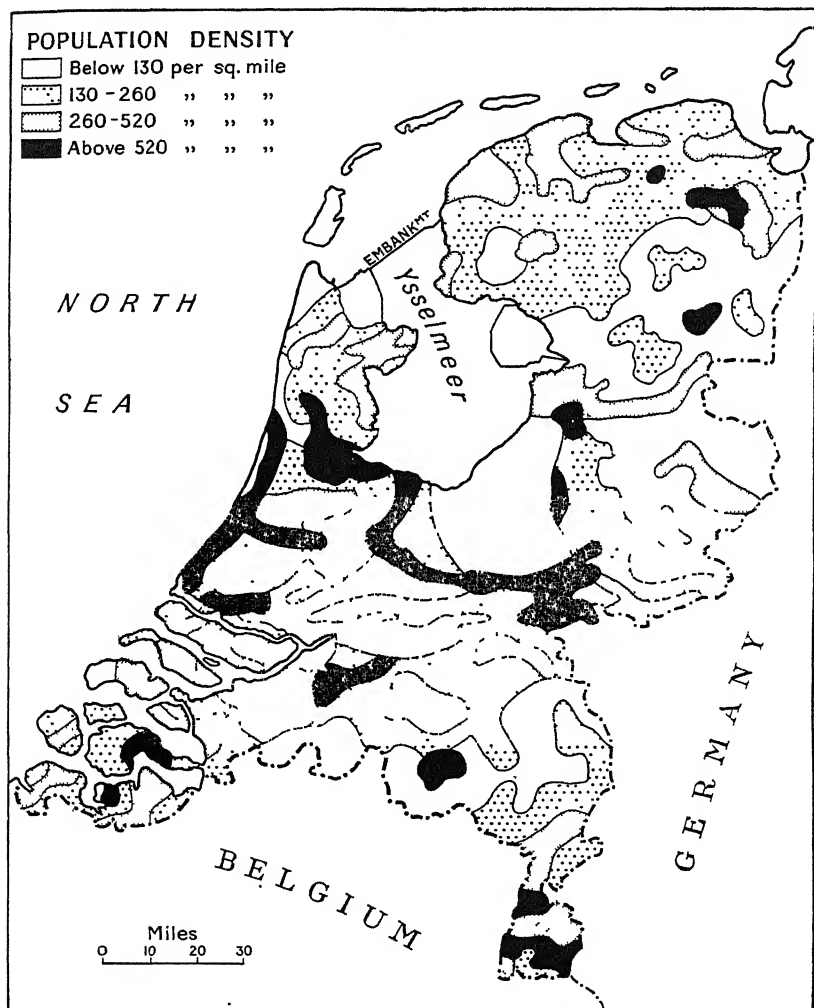 POPULATION DENSITY
Below 130 per sq. mile
130 - 260 ,, ,, ,,
260 - 520 ,, ,, ,,
Above 520 ,, ,, ,,
EMBANKMT
Ysselmeer
NORTH
SEA
GERMANY
BELGIUM
Miles
0 10 20 30